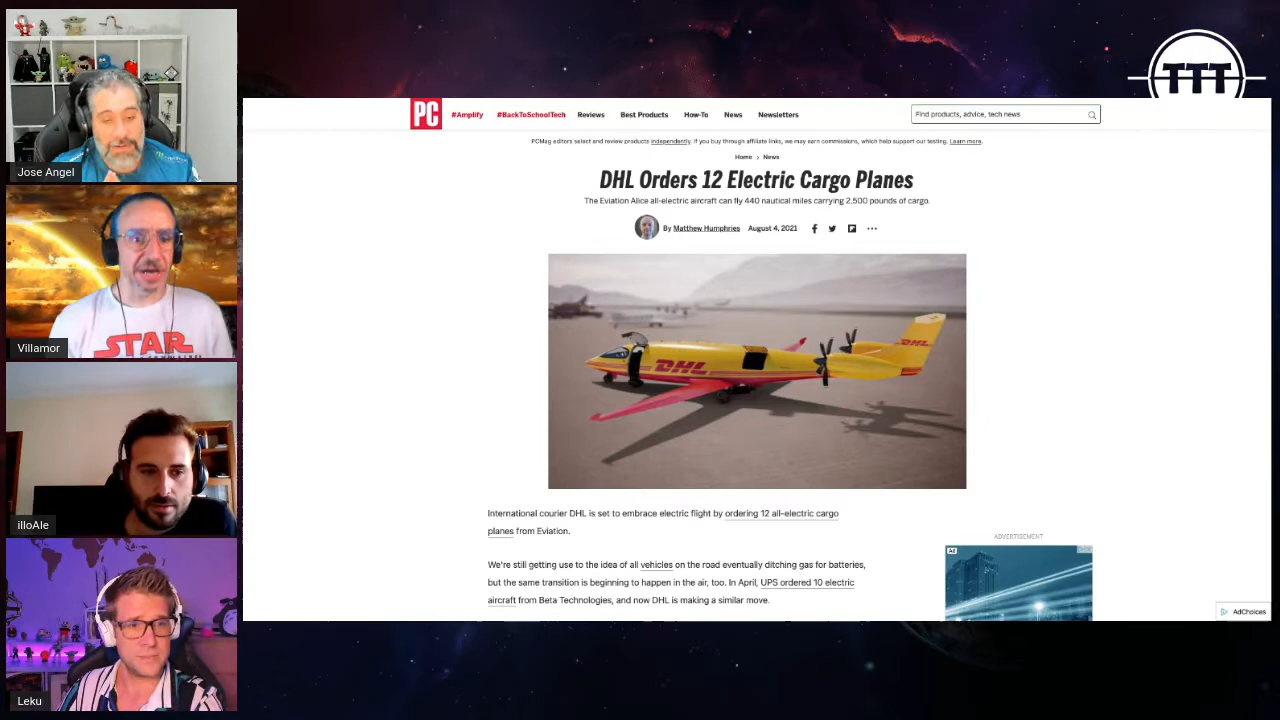 TTT
Jose Angel
Villamor
STAR
illoAle
Leku
PC
#Amplify #BackToSchoolTech Reviews Best Products How-To News Newsletters
Find products, advice, tech news
PCMag editors select and review products independently. If you buy through affiliate links, we may earn commissions, which help support our testing. Learn more.
Home > News
DHL Orders 12 Electric Cargo Planes
The Eviation Alice all-electric aircraft can fly 440 nautical miles carrying 2,500 pounds of cargo.
By Matthew Humphries August 4, 2021
DHL
DHL
International courier DHL is set to embrace electric flight by ordering 12 all-electric cargo
planes from Eviation.
We're still getting use to the idea of all vehicles on the road eventually ditching gas for batteries,
but the same transition is beginning to happen in the air, too. In April, UPS ordered 10 electric
aircraft from Beta Technologies, and now DHL is making a similar move.
ADVERTISEMENT
Ad
AdChoices